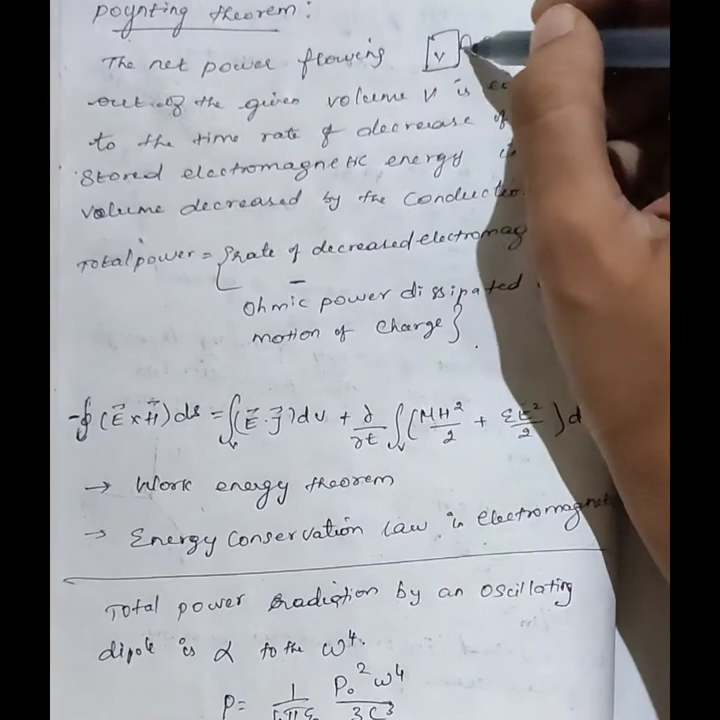 Poynting theorem:
The net power flowing
V
out of the given volume V is
to the time rate of decrease of
stored electromagnetic energy
volume decreased by the
Total power = {rate of decreased electromag
-
Ohmic power dissipated
motion of charge}.
-∮(E⃗×H⃗)ds = ∫ᵥ(E⃗.J⃗)dv + ∂/∂t ∫ᵥ(μH²/2 + εE²/2)d
→ Work energy theorem
→ Energy conservation law in electromagne
Total power radiation by an oscillating
dipole is α to the ω⁴.
P= P₀²ω⁴/3C³